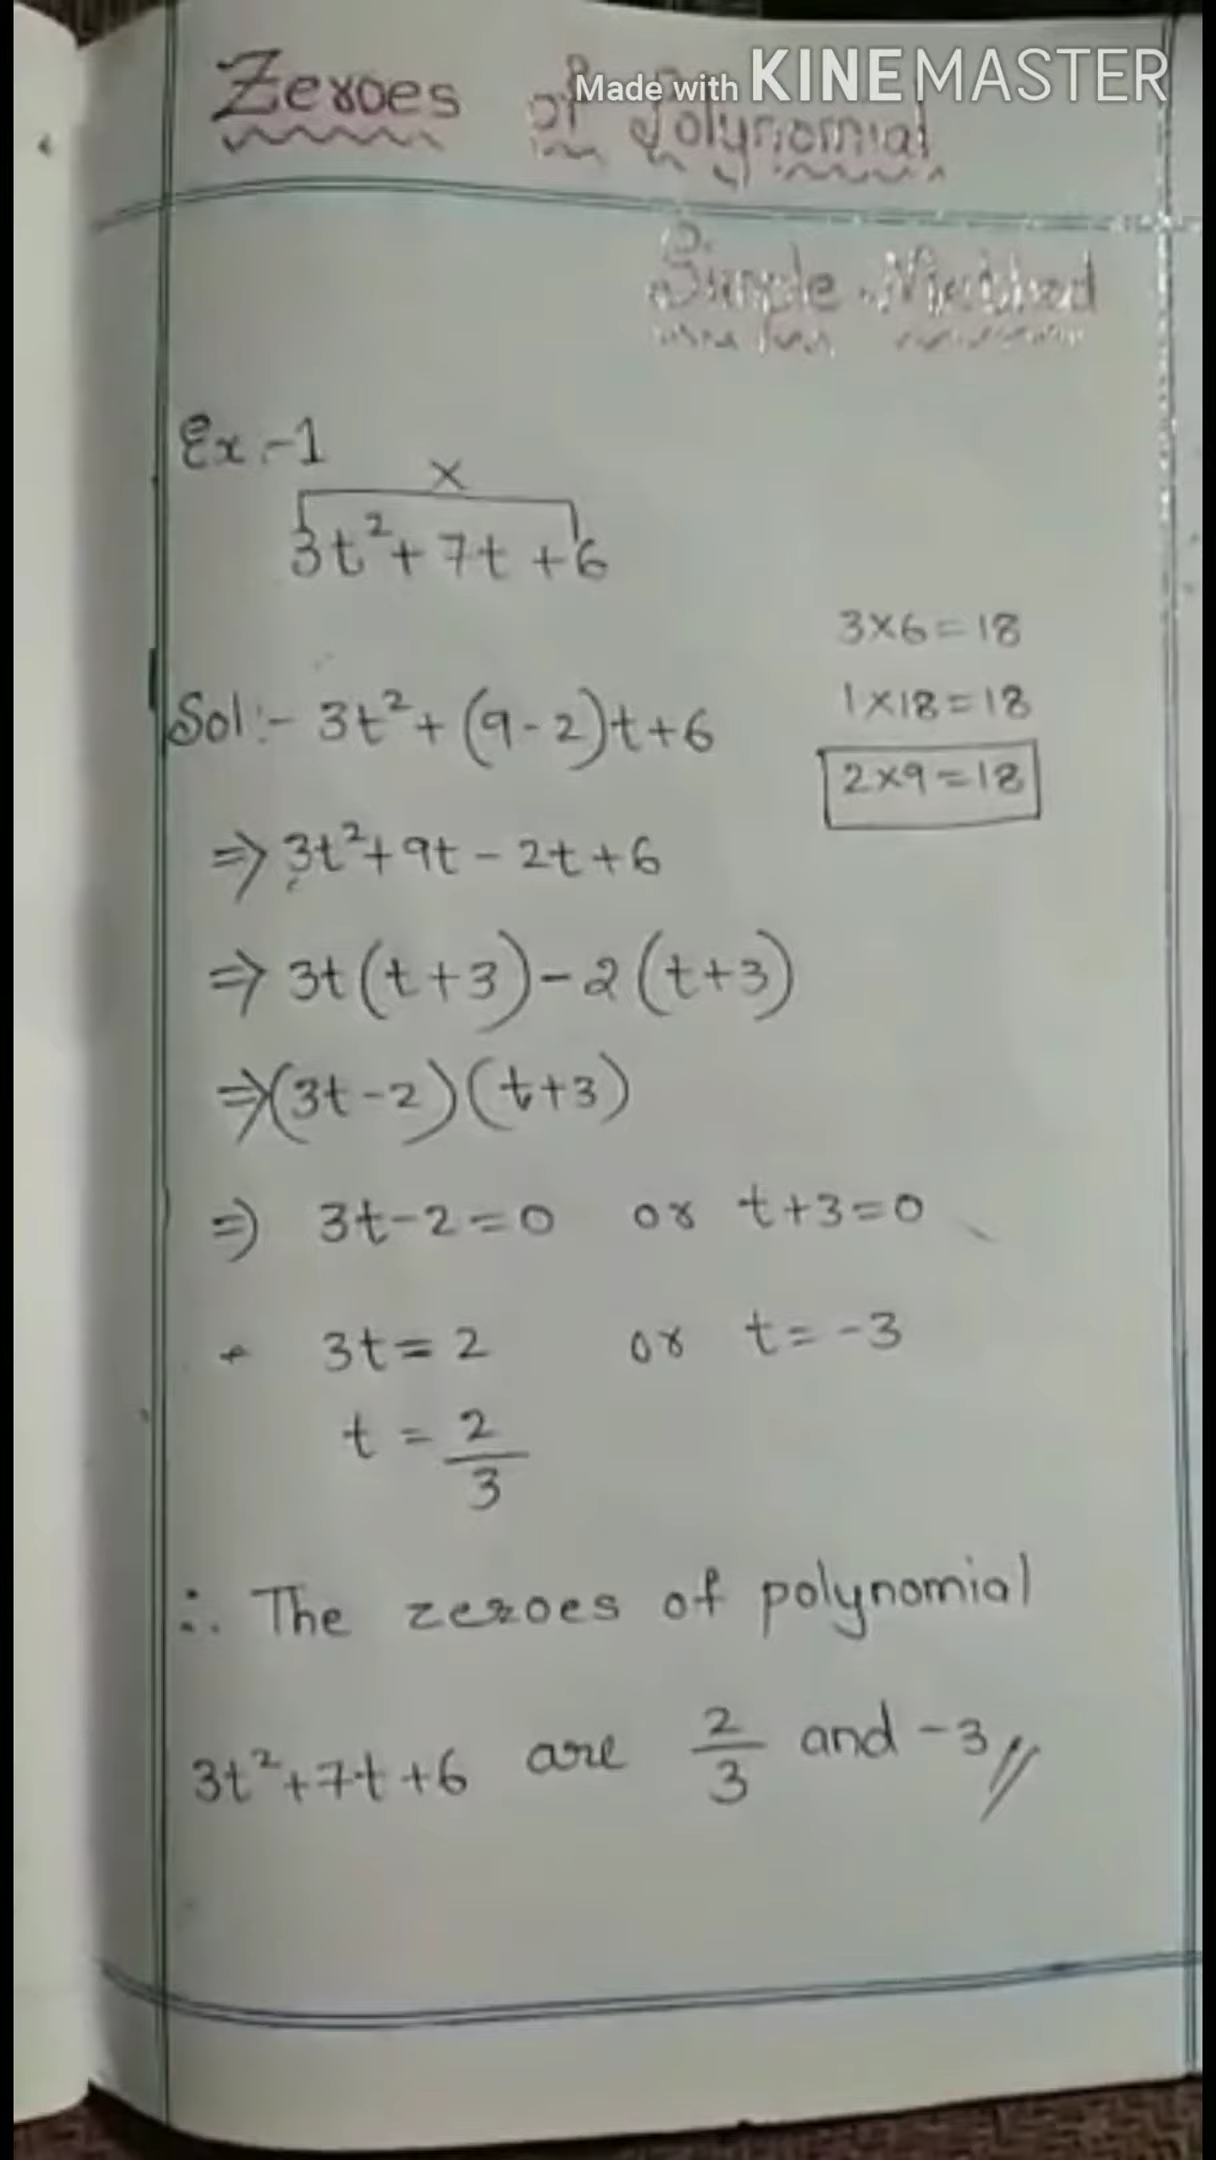 Made with KINEMASTER
Zeroes of Polynomial
Simple Method
Ex:-1
×
3t²+7t+6
3×6=18
1×18=18
2×9=18
Sol:- 3t²+(9-2)t+6
⇒ 3t²+9t-2t+6
⇒ 3t(t+3)-2(t+3)
⇒(3t-2)(t+3)
⇒ 3t-2=0 or t+3=0
3t=2 or t=-3
t = 2/3
∴ The zeroes of polynomial
3t²+7t+6 are 2/3 and -3//